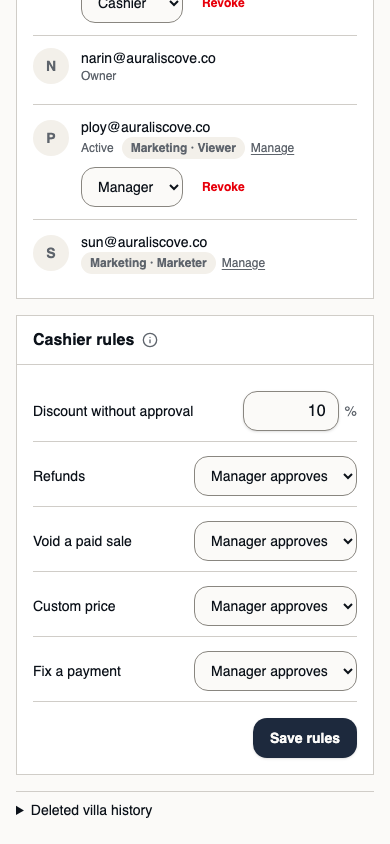 Cashier
Revoke
N
narin@auraliscove.co
Owner
P
ploy@auraliscove.co
Active Marketing · Viewer Manage
Manager Revoke
S
sun@auraliscove.co
Marketing · Marketer Manage
Cashier rules
Discount without approval 10 %
Refunds Manager approves
Void a paid sale Manager approves
Custom price Manager approves
Fix a payment Manager approves
Save rules
Deleted villa history